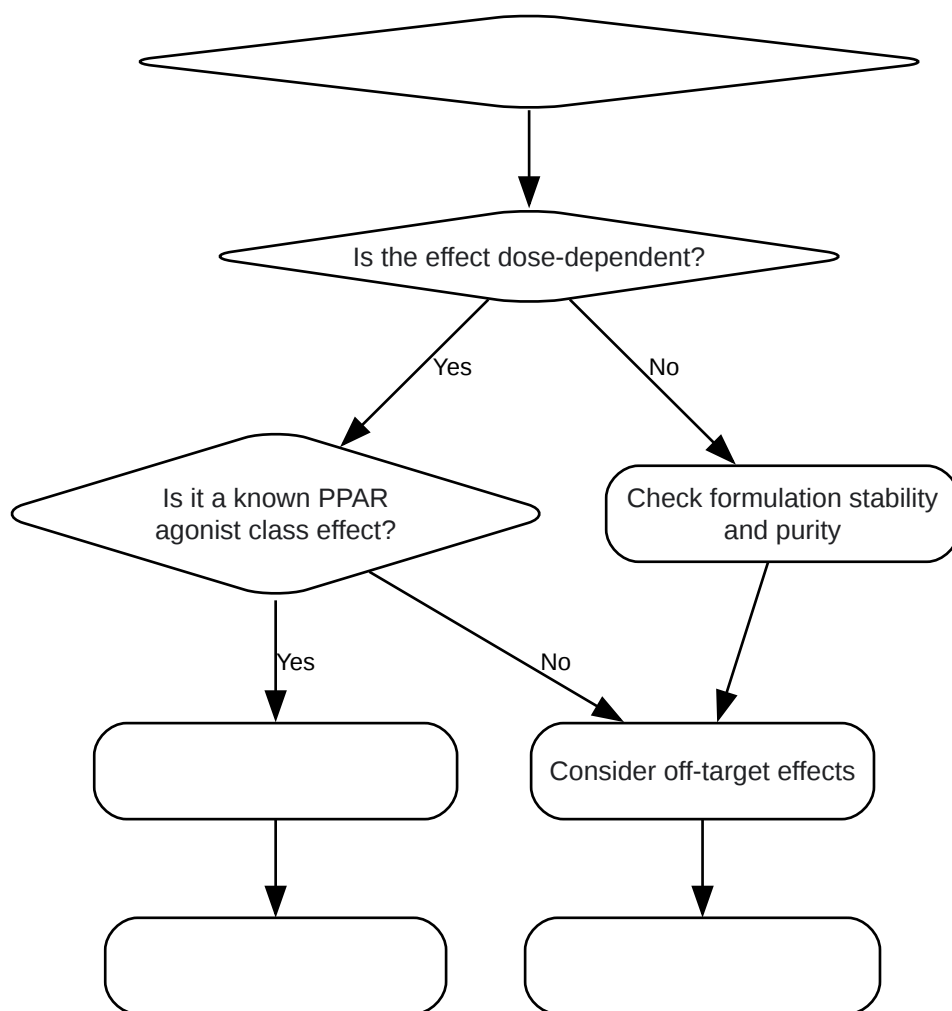 Is the effect dose-dependent?
Yes
No
Is it a known PPAR
agonist class effect?
Check formulation stability
and purity
Yes
No
Consider off-target effects